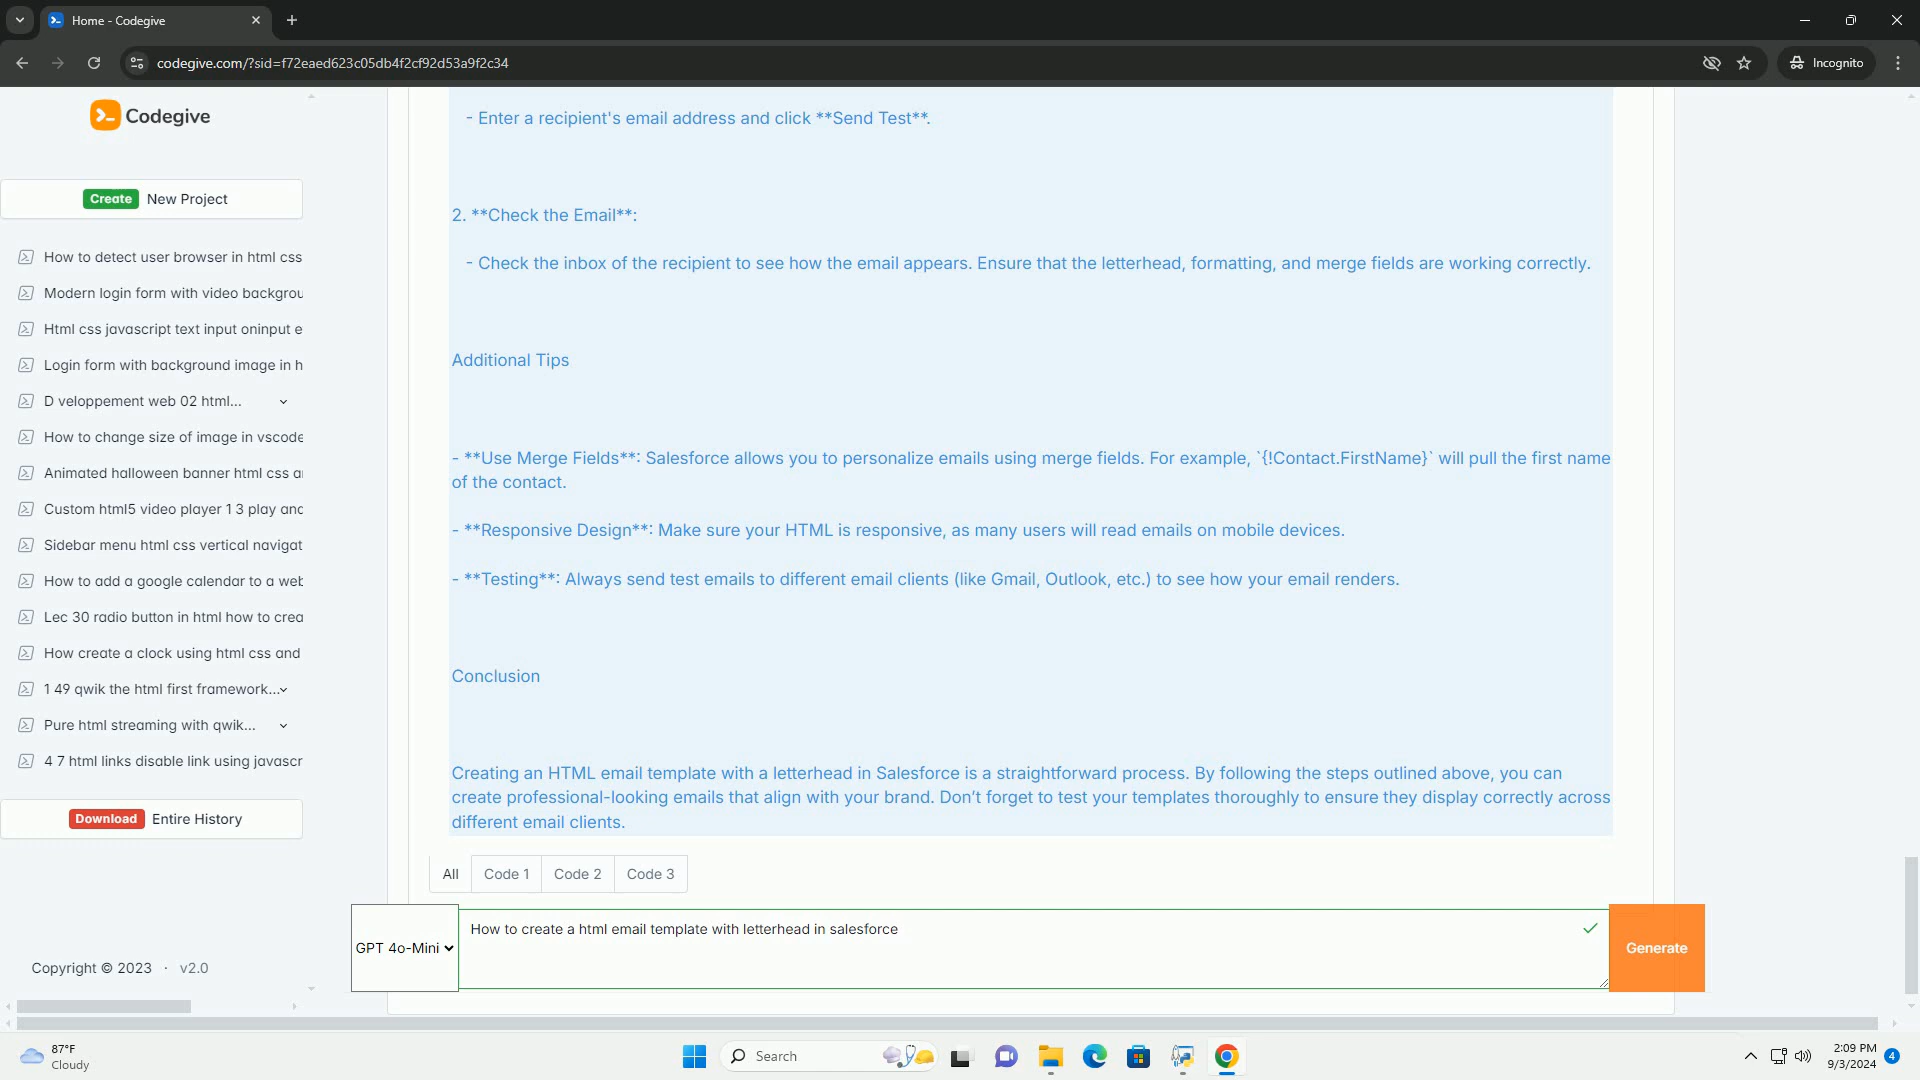 Home - Codegive
codegive.com/?sid=f72eaed623c05db4f2cf92d53a9f2c34
Incognito
Codegive
Create New Project
How to detect user browser in html css
Modern login form with video backgrou
Html css javascript text input oninput e
Login form with background image in h
D veloppement web 02 html...
How to change size of image in vscode
Animated halloween banner html css a
Custom html5 video player 1 3 play and
Sidebar menu html css vertical navigat
How to add a google calendar to a web
Lec 30 radio button in html how to crea
How create a clock using html css and
1 49 qwik the html first framework...
Pure html streaming with qwik...
4 7 html links disable link using javascr
Download Entire History
Copyright © 2023 · v2.0
- Enter a recipient's email address and click **Send Test**.
2. **Check the Email**:
- Check the inbox of the recipient to see how the email appears. Ensure that the letterhead, formatting, and merge fields are working correctly.
Additional Tips
- **Use Merge Fields**: Salesforce allows you to personalize emails using merge fields. For example, `{!Contact.FirstName}` will pull the first name
of the contact.
- **Responsive Design**: Make sure your HTML is responsive, as many users will read emails on mobile devices.
- **Testing**: Always send test emails to different email clients (like Gmail, Outlook, etc.) to see how your email renders.
Conclusion
Creating an HTML email template with a letterhead in Salesforce is a straightforward process. By following the steps outlined above, you can
create professional-looking emails that align with your brand. Don't forget to test your templates thoroughly to ensure they display correctly across
different email clients.
All Code 1 Code 2 Code 3
GPT 4o-Mini
How to create a html email template with letterhead in salesforce
Generate
87°F
Cloudy
Search
2:09 PM
9/3/2024
4